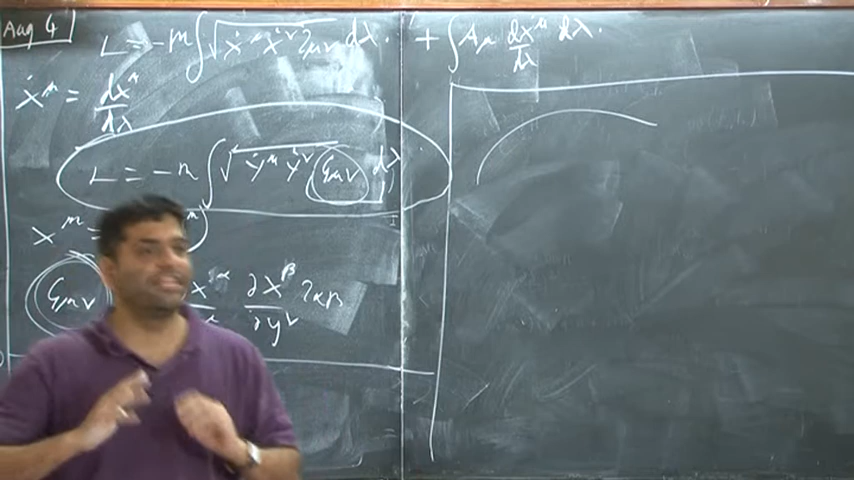 Aug 4
L = -m ∫ √(ẋ^μ ẋ^ν η_μν) dλ. + ∫ A_μ dx^μ/dλ dλ.
ẋ^μ = dx^μ/dλ
L = -m ∫ √(ẏ^μ ẏ^ν g_μν) dλ
x^μ =
g_μν ∂x^β/∂y^ν η_αβ